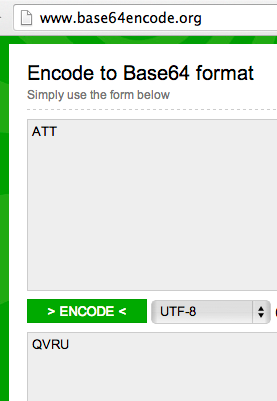 www.base64encode.org
Encode to Base64 format
Simply use the form below
ATT
> ENCODE <
UTF-8
QVRU